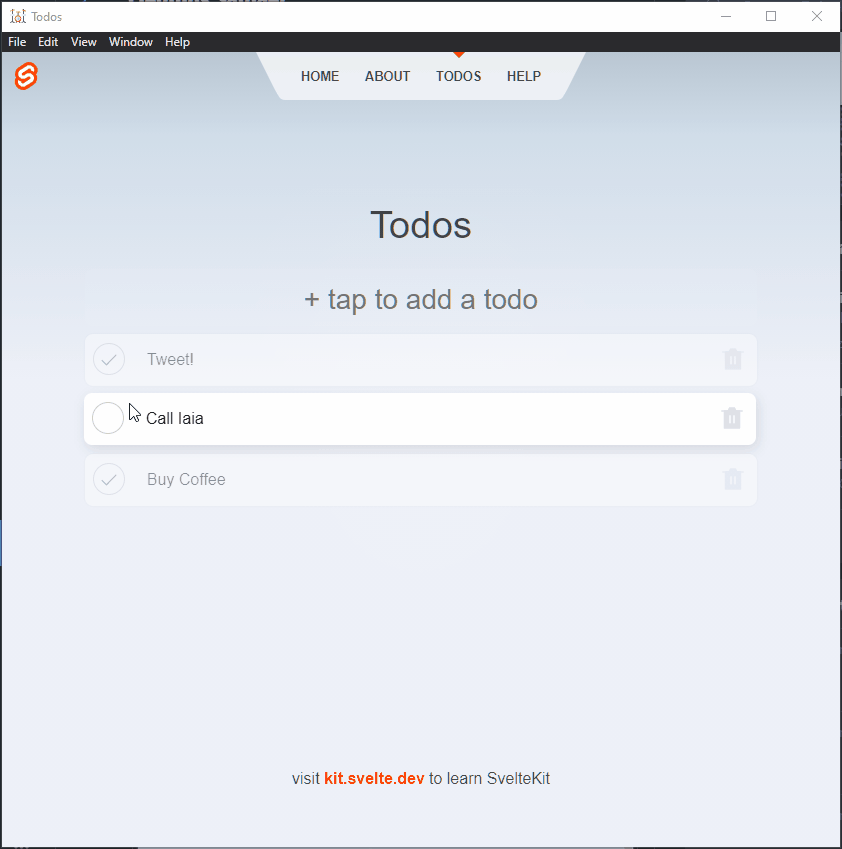 Todos
File Edit View Window Help
HOME ABOUT TODOS HELP
Todos
+ tap to add a todo
Tweet!
Call Iaia
Buy Coffee
visit kit.svelte.dev to learn SvelteKit